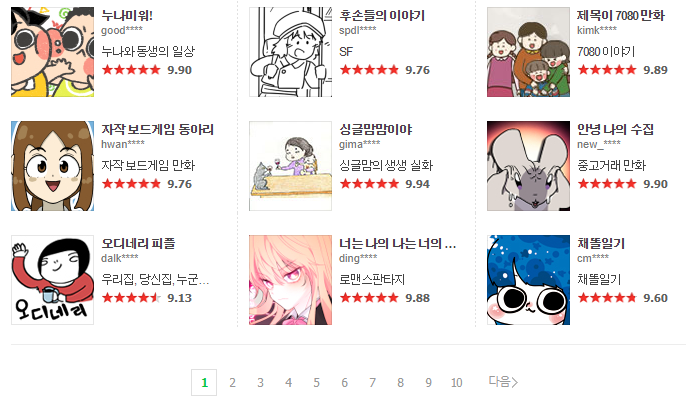 누나미워!
good****
누나와 동생의 일상
9.90
후손들의 이야기
spdl****
SF
9.76
제목이 7080 만화
kimk****
7080 이야기
9.89
자작 보드게임 동아리
hwan****
자작보드게임 만화
9.76
싱글맘맘이야
gima****
싱글맘의 생생 실화
9.94
안녕 나의 수집
new_****
중고거래 만화
9.90
오디네리
오디네리 피플
dalk****
우리집, 당신집, 누군…
9.13
너는 나의 나는 너의 …
ding****
로맨스판타지
9.88
채뜰일기
cm****
채뜰일기
9.60
1 2 3 4 5 6 7 8 9 10 다음>